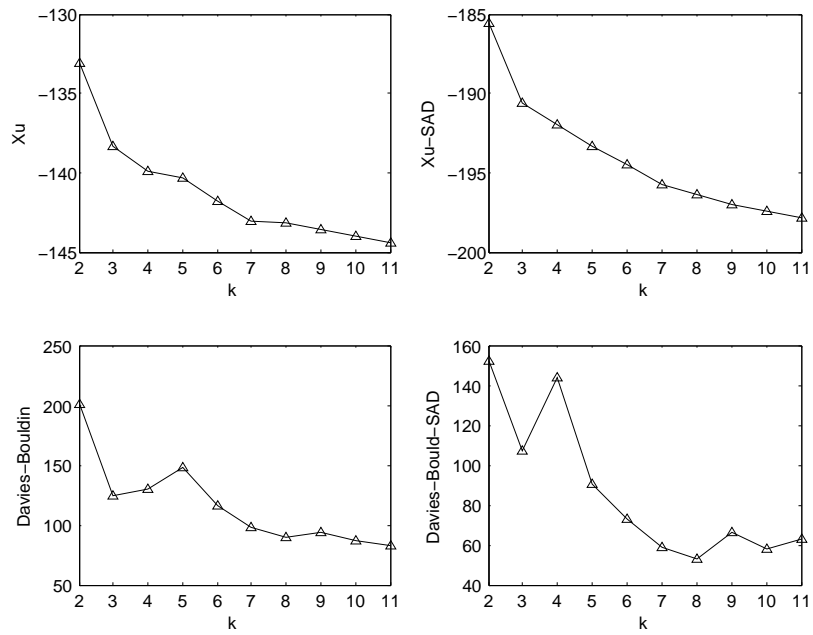 −130
−135
−140
−145
Xu
2 3 4 5 6 7 8 9 10 11
k
−185
−190
−195
−200
Xu−SAD
2 3 4 5 6 7 8 9 10 11
k
250
200
150
100
50
Davies−Bouldin
2 3 4 5 6 7 8 9 10 11
k
160
140
120
100
80
60
40
Davies−Bould−SAD
2 3 4 5 6 7 8 9 10 11
k